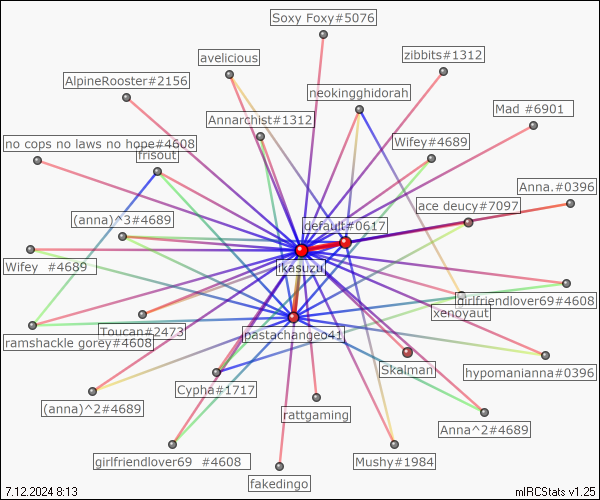 Soxy Foxy#5076
zibbits#1312
avelicious
AlpineRooster#2156
neokingghidorah
Mad #6901
Annarchist#1312
no cops no laws no hope#4608
Wifey#4689
frisout
Anna.#0396
ace deucy#7097
(anna)^3#4689
default#0617
Wifey #4689
ikasuzu
girlfriendlover69#4608
xenoyaut
Toucan#2473
pastachangeo41
ramshackle gorey#4608
Skalman
hypomanianna#0396
Cypha#1717
(anna)^2#4689
rattgaming
Anna^2#4689
girlfriendlover69 #4608
Mushy#1984
fakedingo
7.12.2024 8:13
mIRCStats v1.25